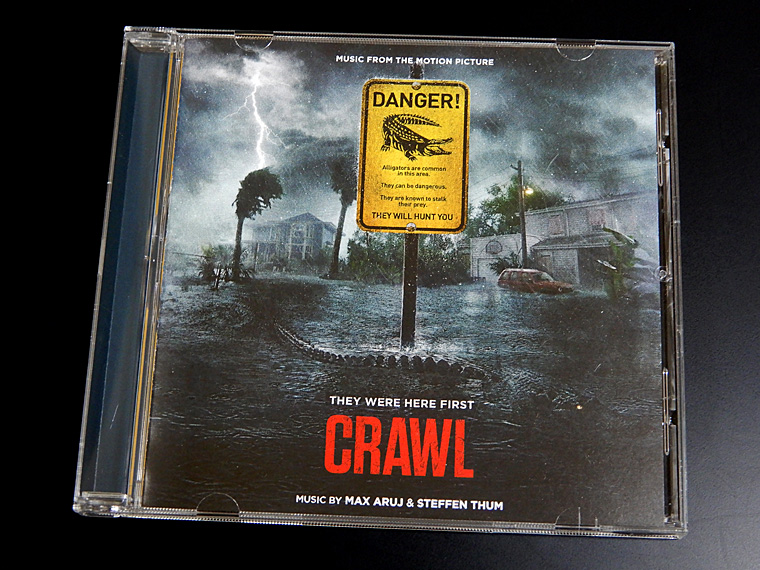 MUSIC FROM THE MOTION PICTURE
DANGER!
Alligators are common
in this area.
They can be dangerous.
They are known to stalk
their prey.
THEY WILL HUNT YOU
THEY WERE HERE FIRST
CRAWL
MUSIC BY MAX ARUJ & STEFFEN THUM